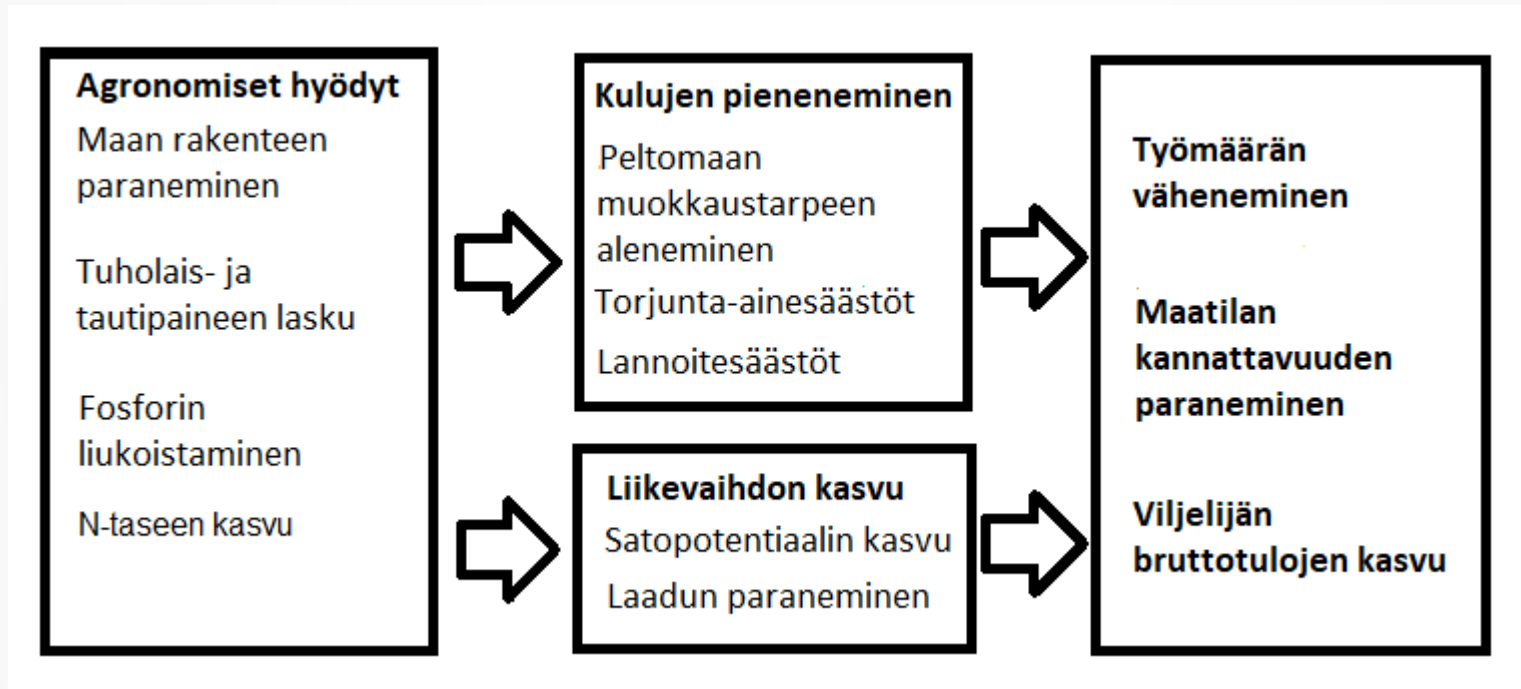 Agronomiset hyödyt
Maan rakenteen
paraneminen
Tuholais- ja
tautipaineen lasku
Fosforin
liukoistaminen
N-taseen kasvu
Kulujen pieneneminen
Peltomaan
muokkaustarpeen
aleneminen
Torjunta-ainesäästöt
Lannoitesäästöt
Liikevaihdon kasvu
Satopotentiaalin kasvu
Laadun paraneminen
Työmäärän
väheneminen
Maatilan
kannattavuuden
paraneminen
Viljelijän
bruttotulojen kasvu